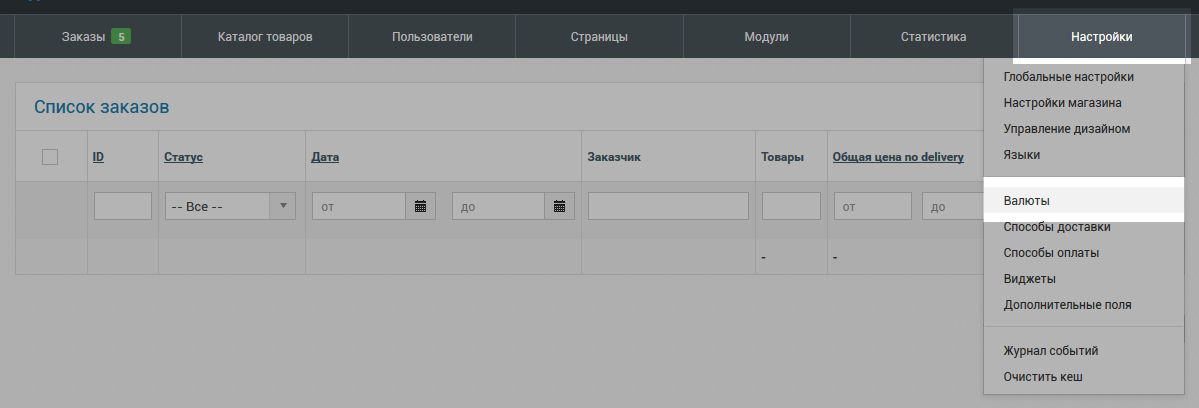 Заказы 5 Каталог товаров Пользователи Страницы Модули Статистика Настройки
Глобальные настройки
Настройки магазина
Управление дизайном
Языки
Валюты
Способы доставки
Способы оплаты
Виджеты
Дополнительные поля
Журнал событий
Очистить кеш
Список заказов
ID Статус Дата Заказчик Товары Общая цена no delivery
-- Все -- от до от до
- -